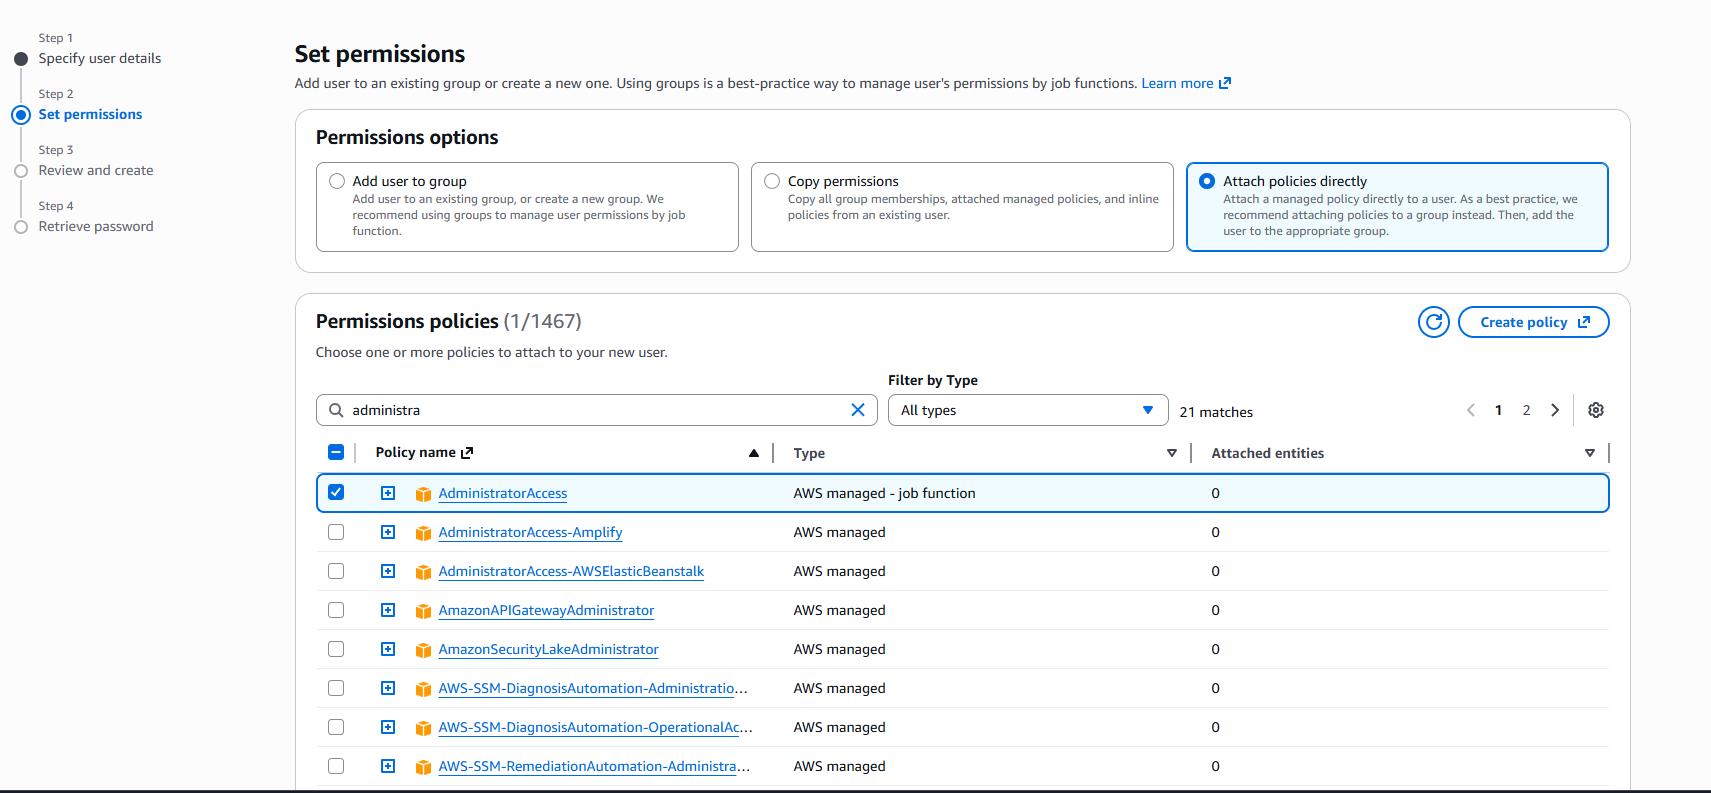 Step 1
Specify user details
Step 2
Set permissions
Step 3
Review and create
Step 4
Retrieve password
Set permissions
Add user to an existing group or create a new one. Using groups is a best-practice way to manage user's permissions by job functions. Learn more
Permissions options
Add user to group
Add user to an existing group, or create a new group. We
recommend using groups to manage user permissions by job
function.
Copy permissions
Copy all group memberships, attached managed policies, and inline
policies from an existing user.
Attach policies directly
Attach a managed policy directly to a user. As a best practice, we
recommend attaching policies to a group instead. Then, add the
user to the appropriate group.
Permissions policies (1/1467)
Create policy
Choose one or more policies to attach to your new user.
Filter by Type
administra
All types
21 matches
1 2
Policy name Type Attached entities
AdministratorAccess AWS managed - job function 0
AdministratorAccess-Amplify AWS managed 0
AdministratorAccess-AWSElasticBeanstalk AWS managed 0
AmazonAPIGatewayAdministrator AWS managed 0
AmazonSecurityLakeAdministrator AWS managed 0
AWS-SSM-DiagnosisAutomation-Administratio... AWS managed 0
AWS-SSM-DiagnosisAutomation-OperationalAc... AWS managed 0
AWS-SSM-RemediationAutomation-Administra... AWS managed 0